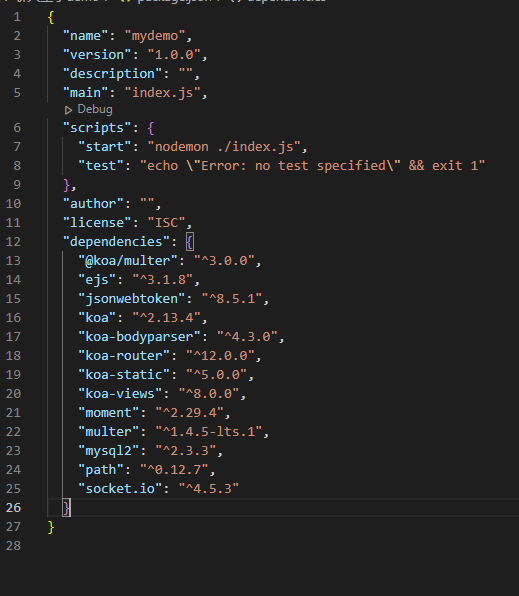 1 {
2 "name": "mydemo",
3 "version": "1.0.0",
4 "description": "",
5 "main": "index.js",
Debug
6 "scripts": {
7 "start": "nodemon ./index.js",
8 "test": "echo \"Error: no test specified\" && exit 1"
9 },
10 "author": "",
11 "license": "ISC",
12 "dependencies": {
13 "@koa/multer": "^3.0.0",
14 "ejs": "^3.1.8",
15 "jsonwebtoken": "^8.5.1",
16 "koa": "^2.13.4",
17 "koa-bodyparser": "^4.3.0",
18 "koa-router": "^12.0.0",
19 "koa-static": "^5.0.0",
20 "koa-views": "^8.0.0",
21 "moment": "^2.29.4",
22 "multer": "^1.4.5-lts.1",
23 "mysql2": "^2.3.3",
24 "path": "^0.12.7",
25 "socket.io": "^4.5.3"
26 }
27 }
28